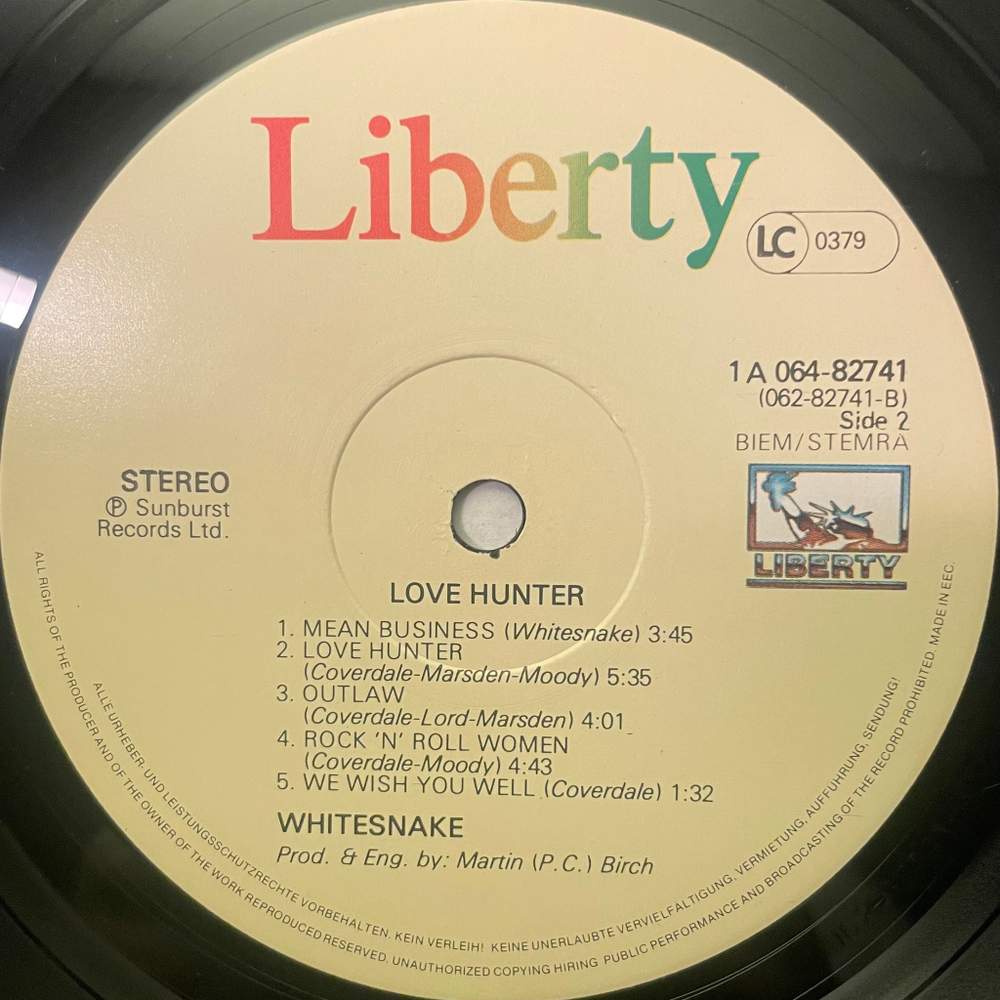 Liberty
LC 0379
1 A 064-82741
(062-82741-B)
Side 2
BIEM/STEMRA
LIBERTY
STEREO
℗ Sunburst
Records Ltd.
LOVE HUNTER
1. MEAN BUSINESS (Whitesnake) 3:45
2. LOVE HUNTER
(Coverdale-Marsden-Moody) 5:35
3. OUTLAW
(Coverdale-Lord-Marsden) 4:01
4. ROCK 'N' ROLL WOMEN
(Coverdale-Moody) 4:43
5. WE WISH YOU WELL (Coverdale) 1:32
WHITESNAKE
Prod. & Eng. by: Martin (P.C.) Birch
ALLE URHEBER- UND LEISTUNGSSCHUTZRECHTE VORBEHALTEN. KEIN VERLEIH! KEINE UNERLAUBTE VERVIELFÄLTIGUNG, VERMIETUNG, AUFFÜHRUNG, SENDUNG!
ALL RIGHTS OF THE PRODUCER AND OF THE OWNER OF THE WORK REPRODUCED RESERVED. UNAUTHORIZED COPYING HIRING PUBLIC PERFORMANCE AND BROADCASTING OF THE RECORD PROHIBITED. MADE IN EEC.